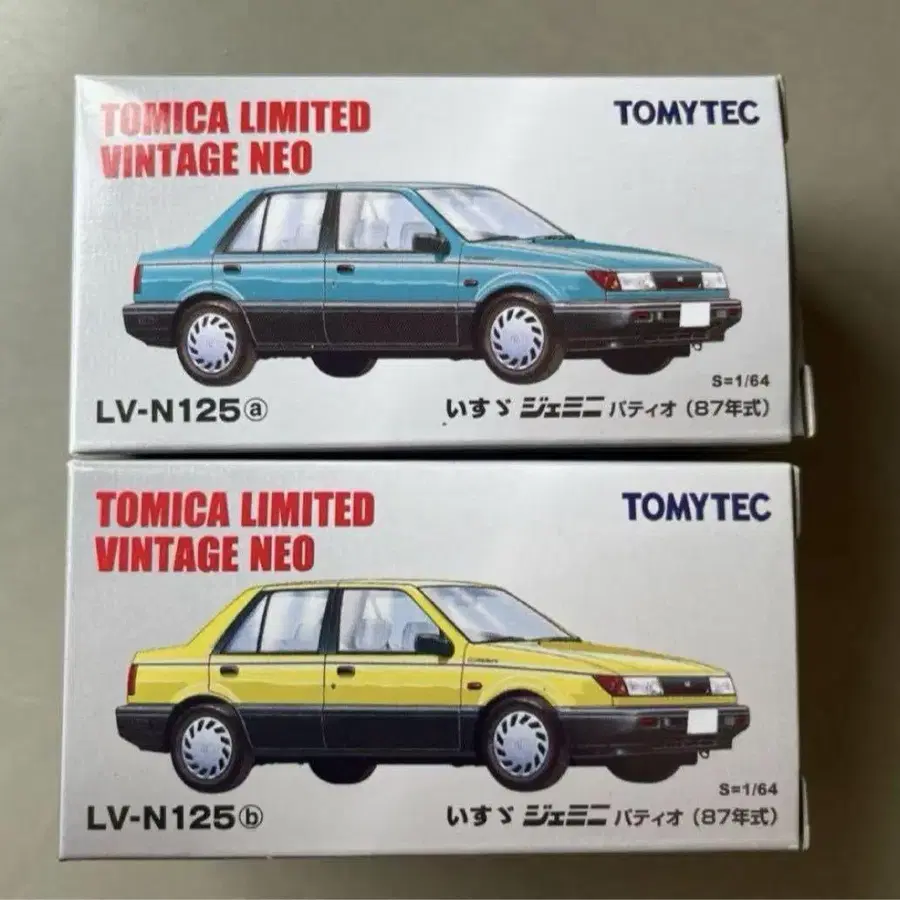 TOMICA LIMITED
VINTAGE NEO
TOMYTEC
S=1/64
LV-N125ⓐ
いすゞ ジェミニ パティオ (87年式)
TOMICA LIMITED
VINTAGE NEO
TOMYTEC
S=1/64
LV-N125ⓑ
いすゞ ジェミニ パティオ (87年式)